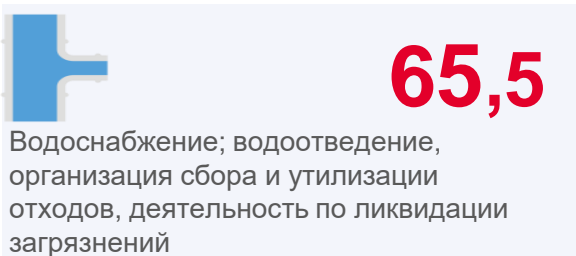 65,5
Водоснабжение; водоотведение,
организация сбора и утилизации
отходов, деятельность по ликвидации
загрязнений